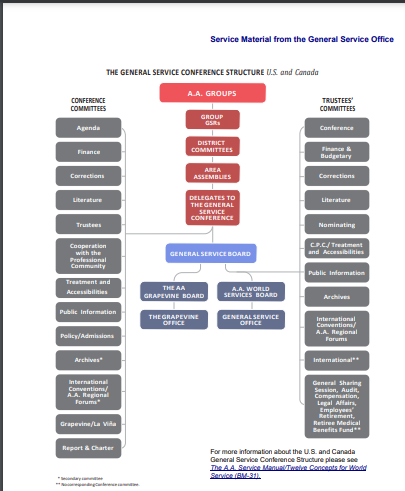 Service Material from the General Service Office
THE GENERAL SERVICE CONFERENCE STRUCTURE U.S. and Canada
CONFERENCE
COMMITTEES
Agenda
Finance
Corrections
Literature
Trustees
Cooperation
with the
Professional
Community
Treatment and
Accessibilities
Public Information
Policy/Admissions
Archives*
International
Conventions/
A.A. Regional
Forums*
Grapevine/La Viña
Report & Charter
* Secondary committee
** No corresponding Conference committee.
A.A. GROUPS
GROUP
GSRs
DISTRICT
COMMITTEES
AREA
ASSEMBLIES
DELEGATES TO
THE GENERAL
SERVICE
CONFERENCE
GENERAL SERVICE BOARD
THE AA
GRAPEVINE BOARD
A.A. WORLD
SERVICES BOARD
THE GRAPEVINE
OFFICE
GENERAL SERVICE
OFFICE
TRUSTEES'
COMMITTEES
Conference
Finance &
Budgetary
Corrections
Literature
Nominating
C.P.C./ Treatment
and Accessibilities
Public Information
Archives
International
Conventions/
A.A. Regional
Forums
International**
General Sharing
Session, Audit,
Compensation,
Legal Affairs,
Employees'
Retirement,
Retiree Medical
Benefits Fund**
For more information about the U.S. and Canada
General Service Conference Structure please see
The A.A. Service Manual/Twelve Concepts for World
Service (BM-31).